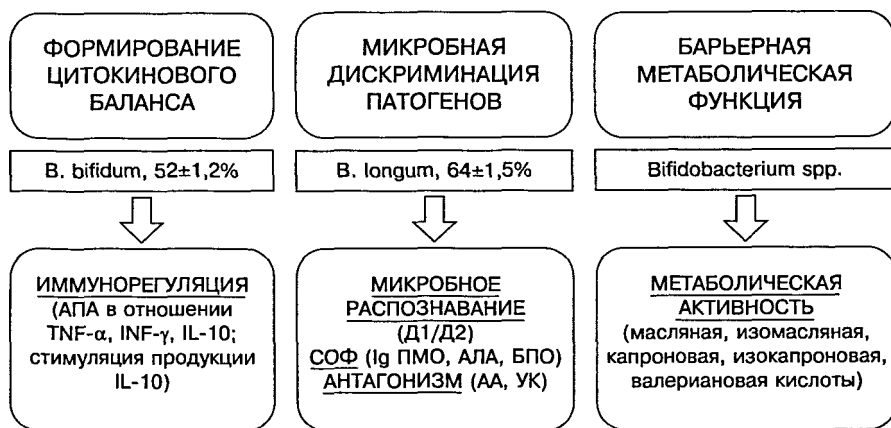 ФОРМИРОВАНИЕ
ЦИТОКИНОВОГО
БАЛАНСА
B. bifidum, 52±1,2%
ИММУНОРЕГУЛЯЦИЯ
(АПА в отношении
TNF-α, INF-γ, IL-10;
стимуляция продукции
IL-10)
МИКРОБНАЯ
ДИСКРИМИНАЦИЯ
ПАТОГЕНОВ
B. longum, 64±1,5%
МИКРОБНОЕ
РАСПОЗНАВАНИЕ
(Д1/Д2)
СОФ (Ig ПМО, АЛА, БПО)
АНТАГОНИЗМ (АА, УК)
БАРЬЕРНАЯ
МЕТАБОЛИЧЕСКАЯ
ФУНКЦИЯ
Bifidobacterium spp.
МЕТАБОЛИЧЕСКАЯ
АКТИВНОСТЬ
(масляная, изомасляная,
капроновая, изокапроновая,
валериановая кислоты)